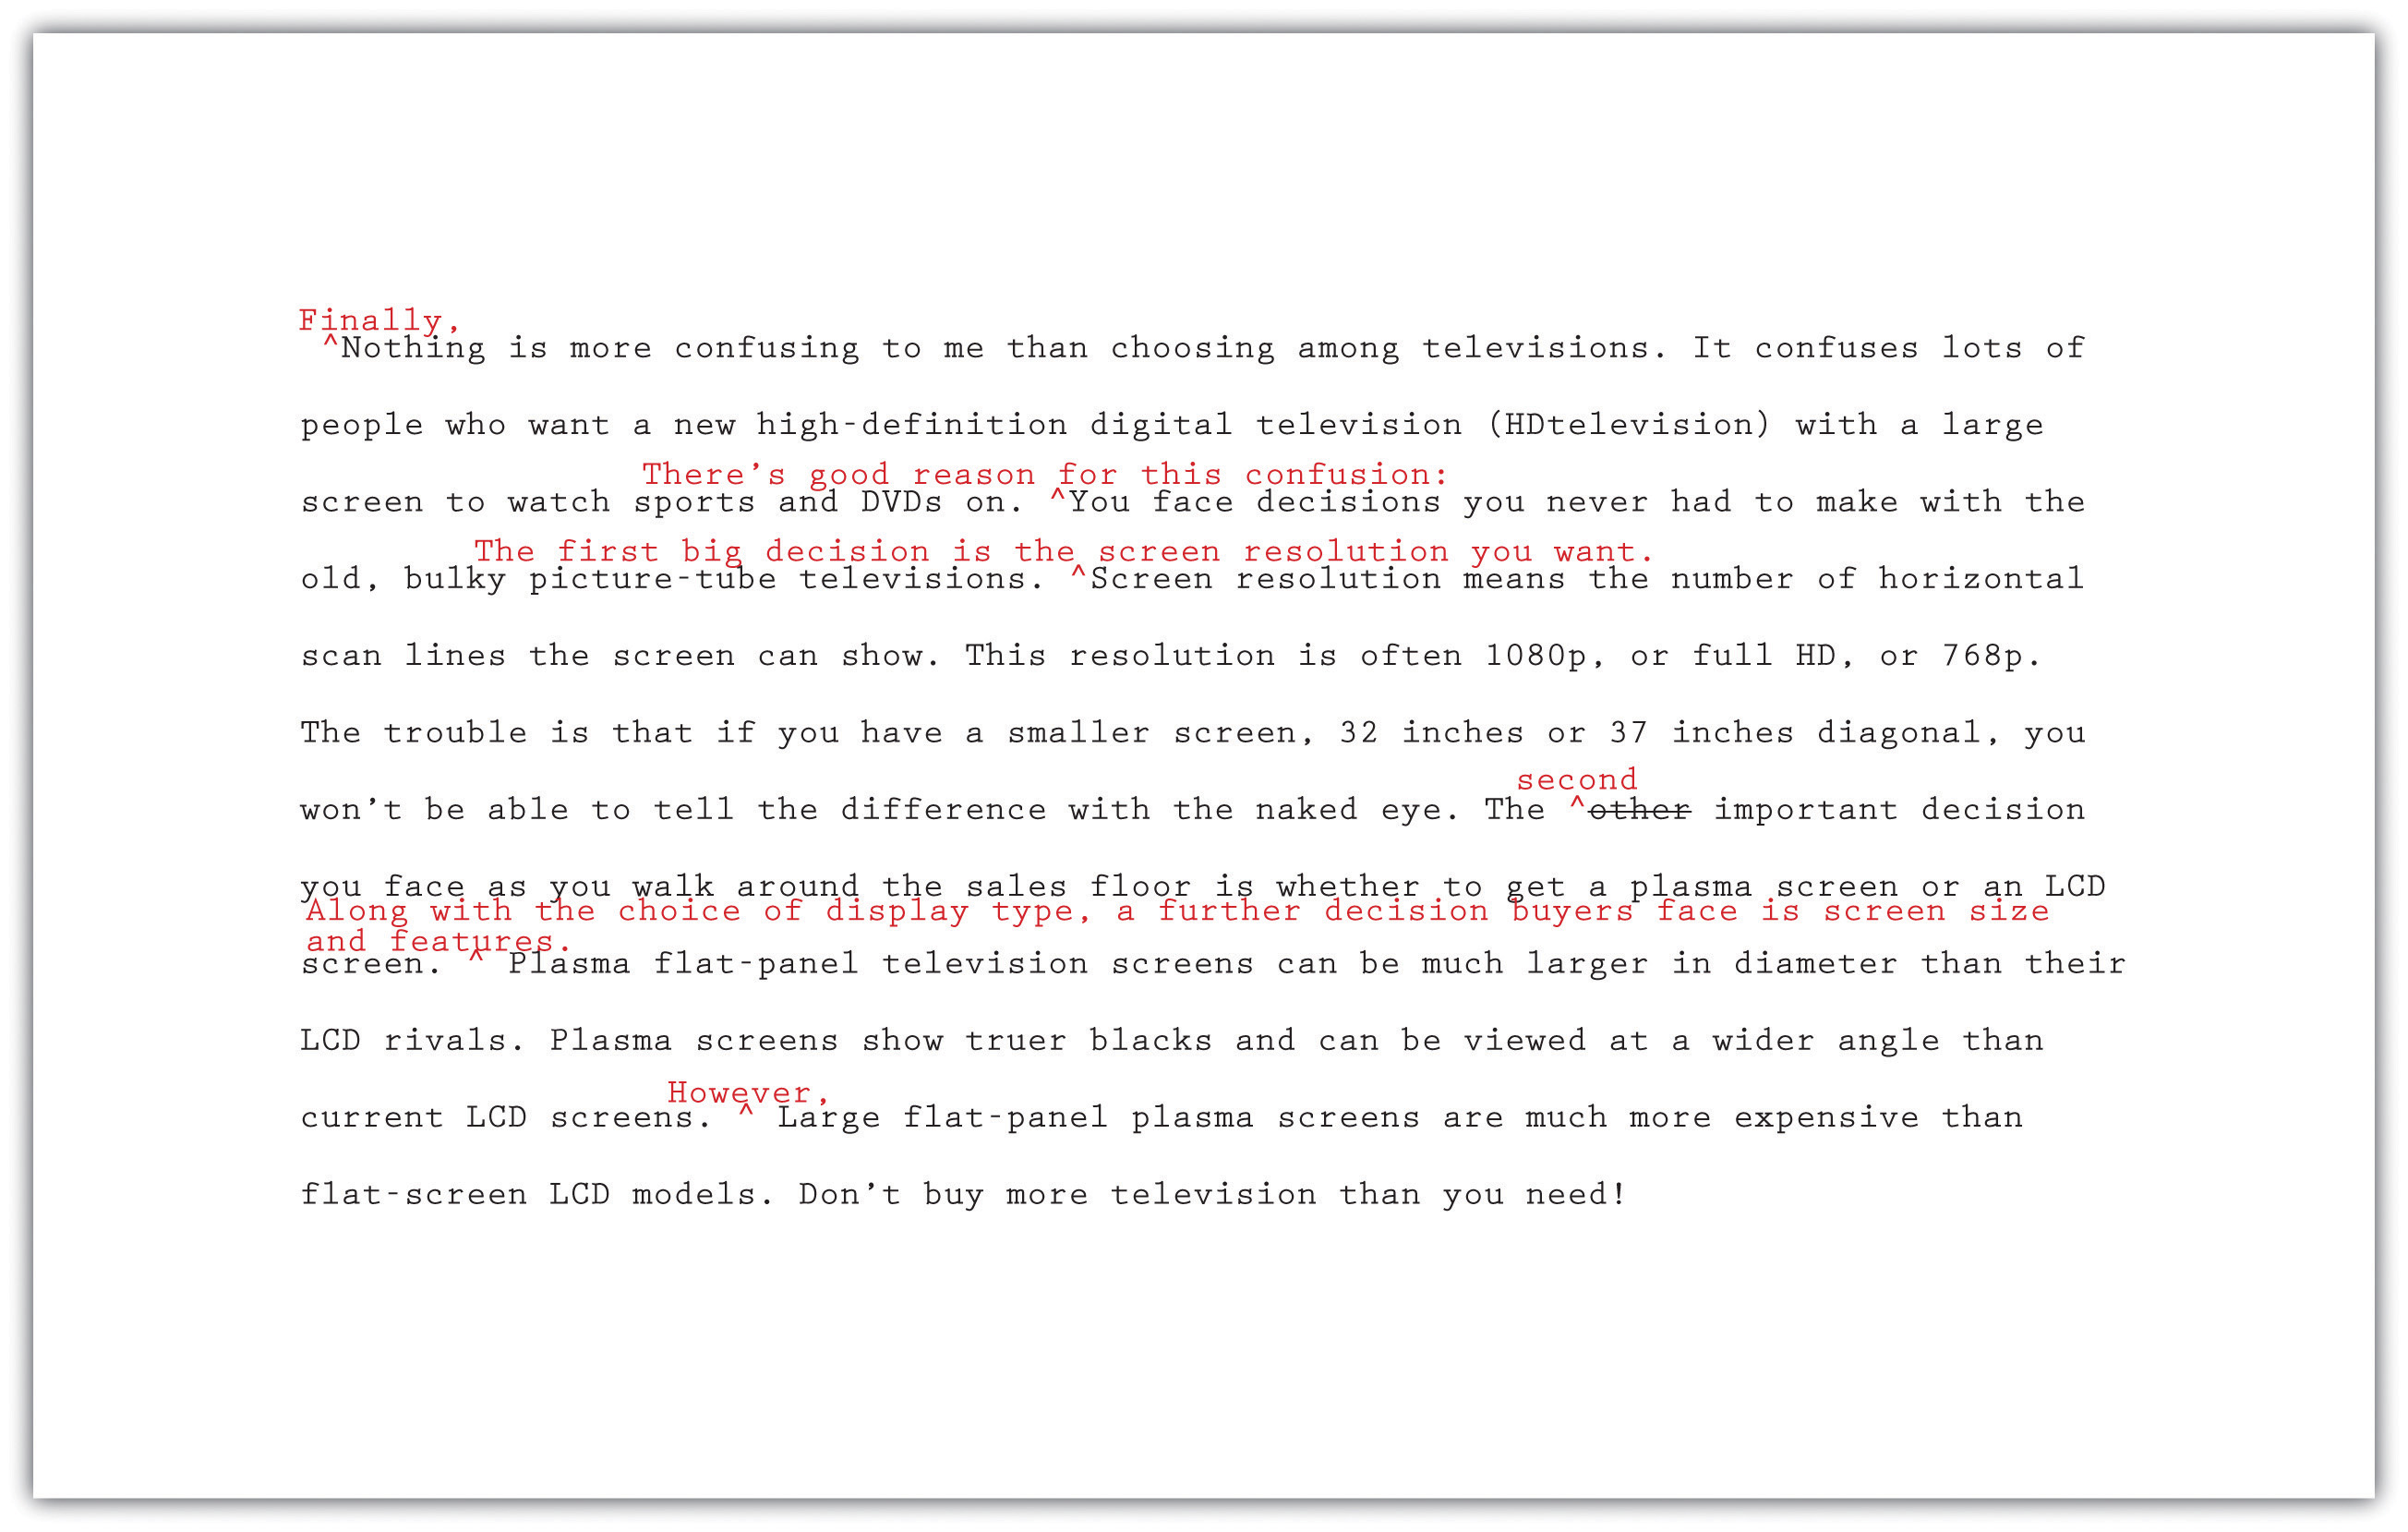 Finally,
^Nothing is more confusing to me than choosing among televisions. It confuses lots of
people who want a new high-definition digital television (HDtelevision) with a large
There's good reason for this confusion:
screen to watch sports and DVDs on. ^You face decisions you never had to make with the
The first big decision is the screen resolution you want.
old, bulky picture-tube televisions. ^Screen resolution means the number of horizontal
scan lines the screen can show. This resolution is often 1080p, or full HD, or 768p.
The trouble is that if you have a smaller screen, 32 inches or 37 inches diagonal, you
second
won't be able to tell the difference with the naked eye. The ^other important decision
you face as you walk around the sales floor is whether to get a plasma screen or an LCD
Along with the choice of display type, a further decision buyers face is screen size
and features.
screen. ^ Plasma flat-panel television screens can be much larger in diameter than their
LCD rivals. Plasma screens show truer blacks and can be viewed at a wider angle than
However,
current LCD screens. ^ Large flat-panel plasma screens are much more expensive than
flat-screen LCD models. Don't buy more television than you need!